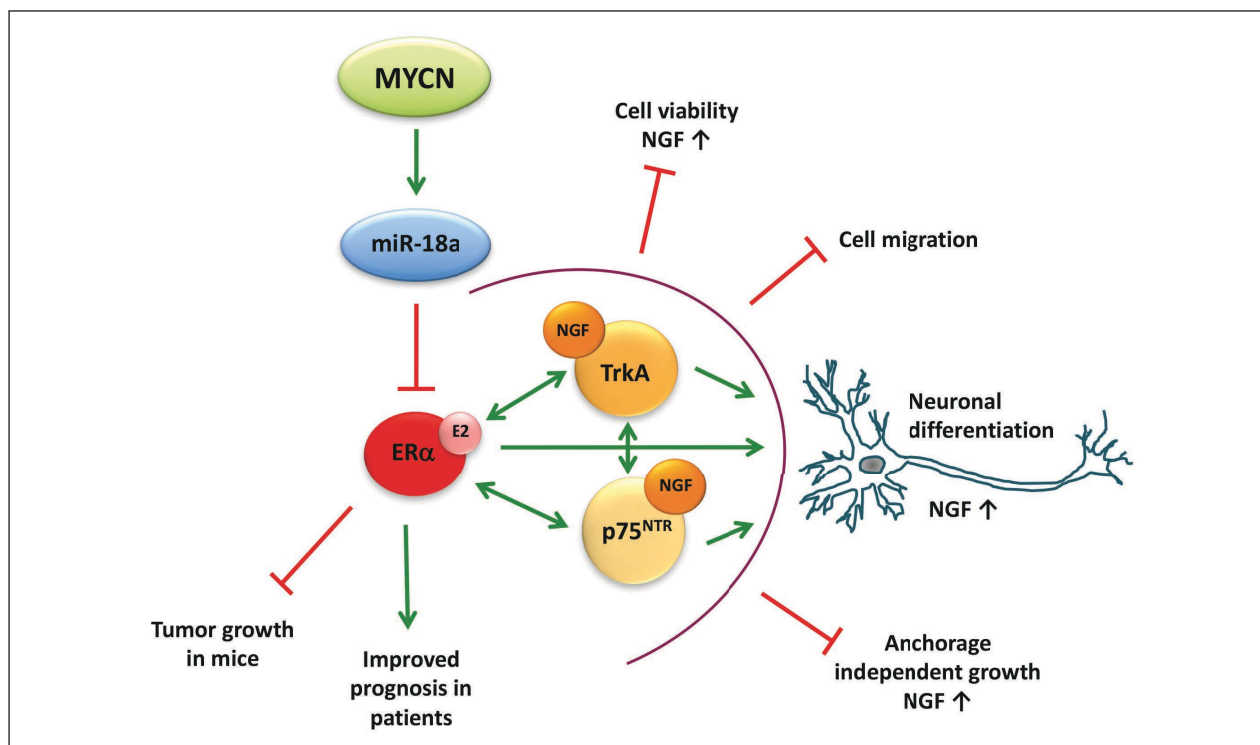 MYCN
Cell viability
NGF ↑
miR-18a
Cell migration
NGF
TrkA
Neuronal
differentiation
E2
ERα
NGF
NGF ↑
p75NTR
Tumor growth
in mice
Improved
prognosis in
patients
Anchorage
independent growth
NGF ↑